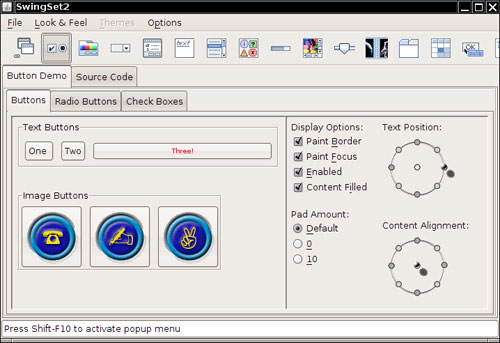 SwingSet2
File Look & Feel Themes Options
Button Demo Source Code
Buttons Radio Buttons Check Boxes
Text Buttons
One Two Three!
Image Buttons
Display Options:
Paint Border
Paint Focus
Enabled
Content Filled
Pad Amount:
Default
0
10
Text Position:
Content Alignment:
Press Shift-F10 to activate popup menu